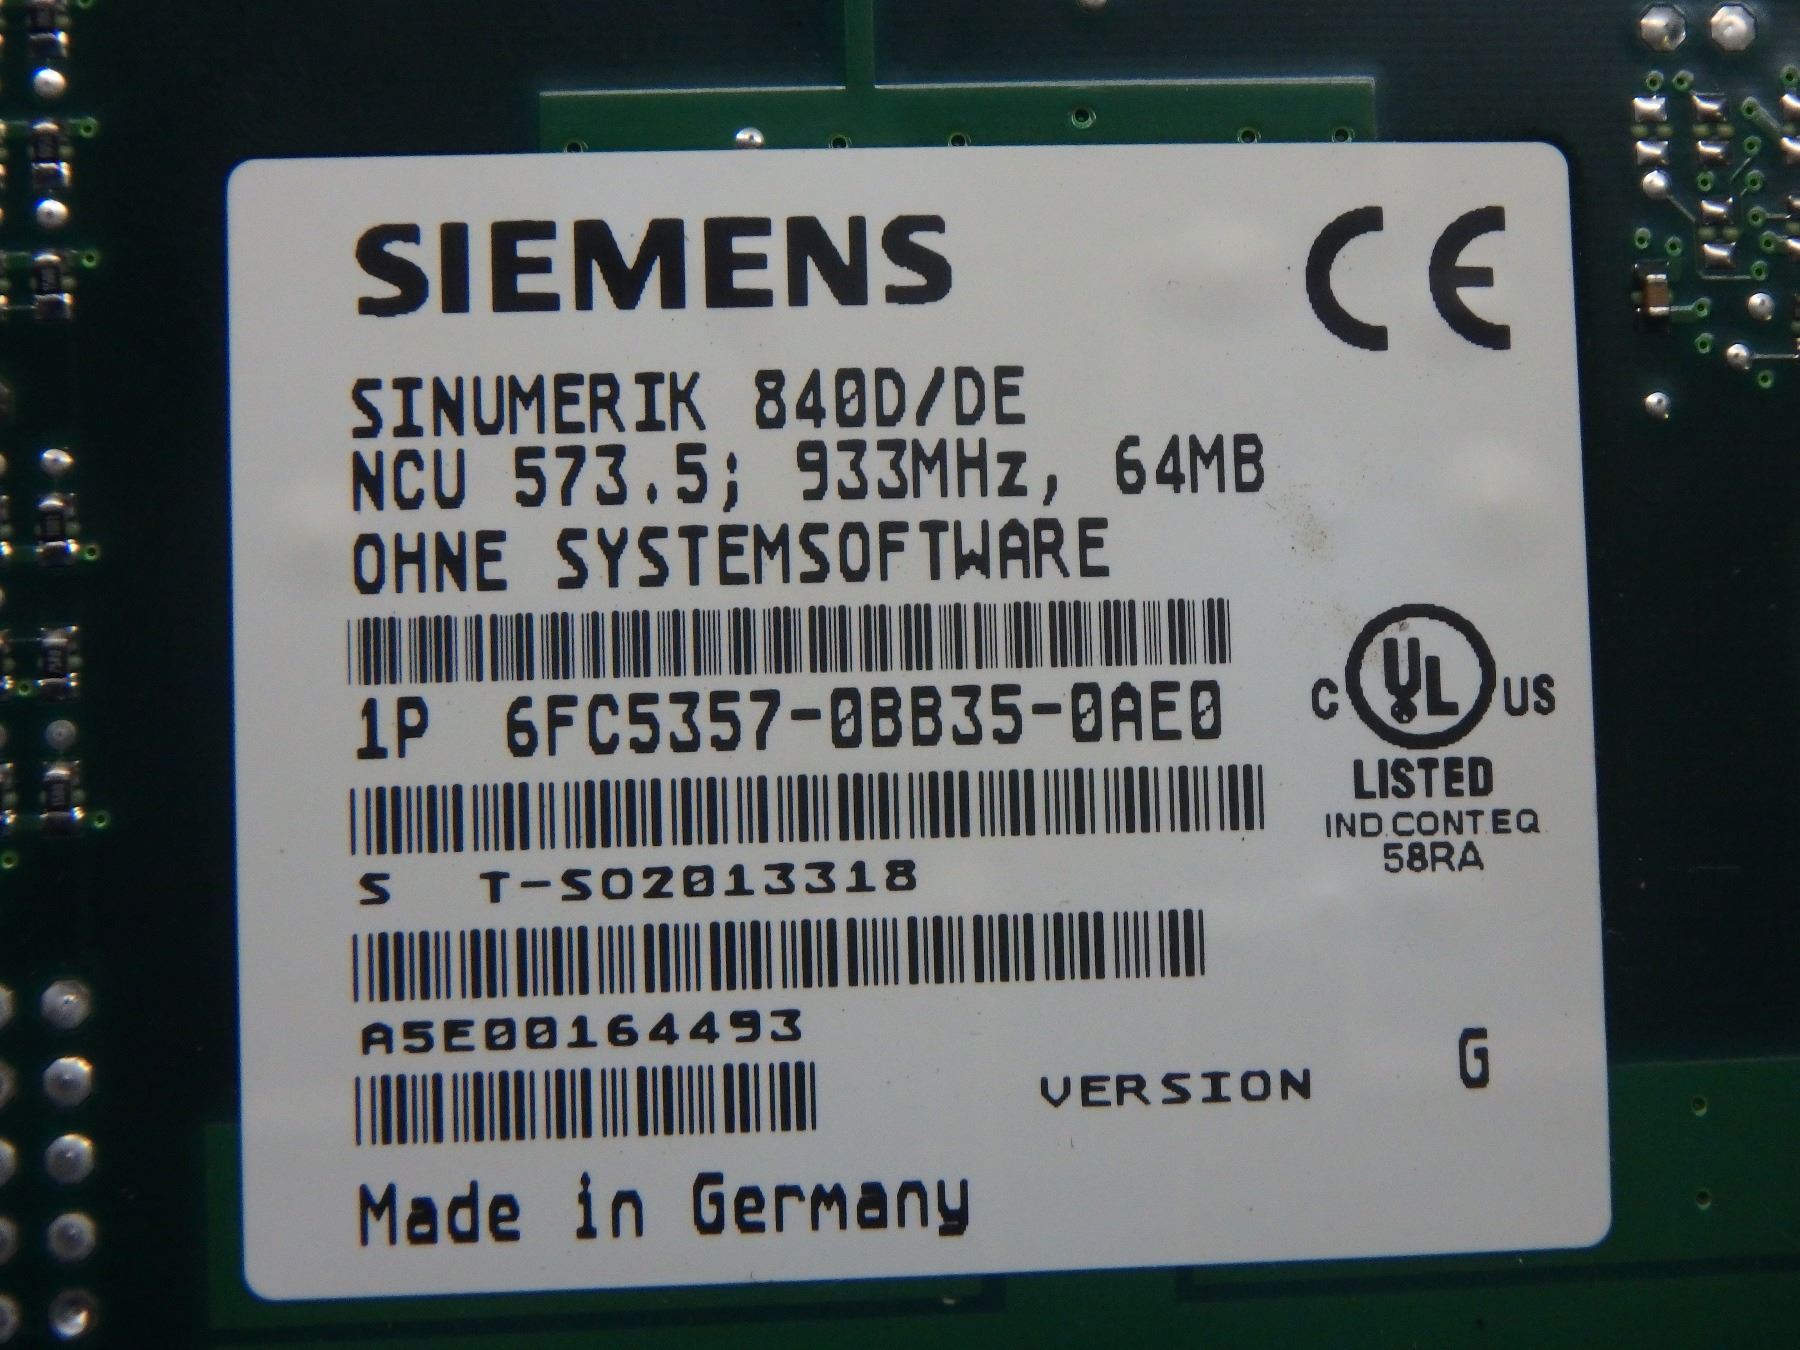 SIEMENS
CE
SINUMERIK 840D/DE
NCU 573.5; 933MHz, 64MB
OHNE SYSTEMSOFTWARE
1P 6FC5357-0BB35-0AE0
C UL US
LISTED
IND.CONT.EQ
58RA
S T-SO2013318
A5E00164493
VERSION G
Made in Germany